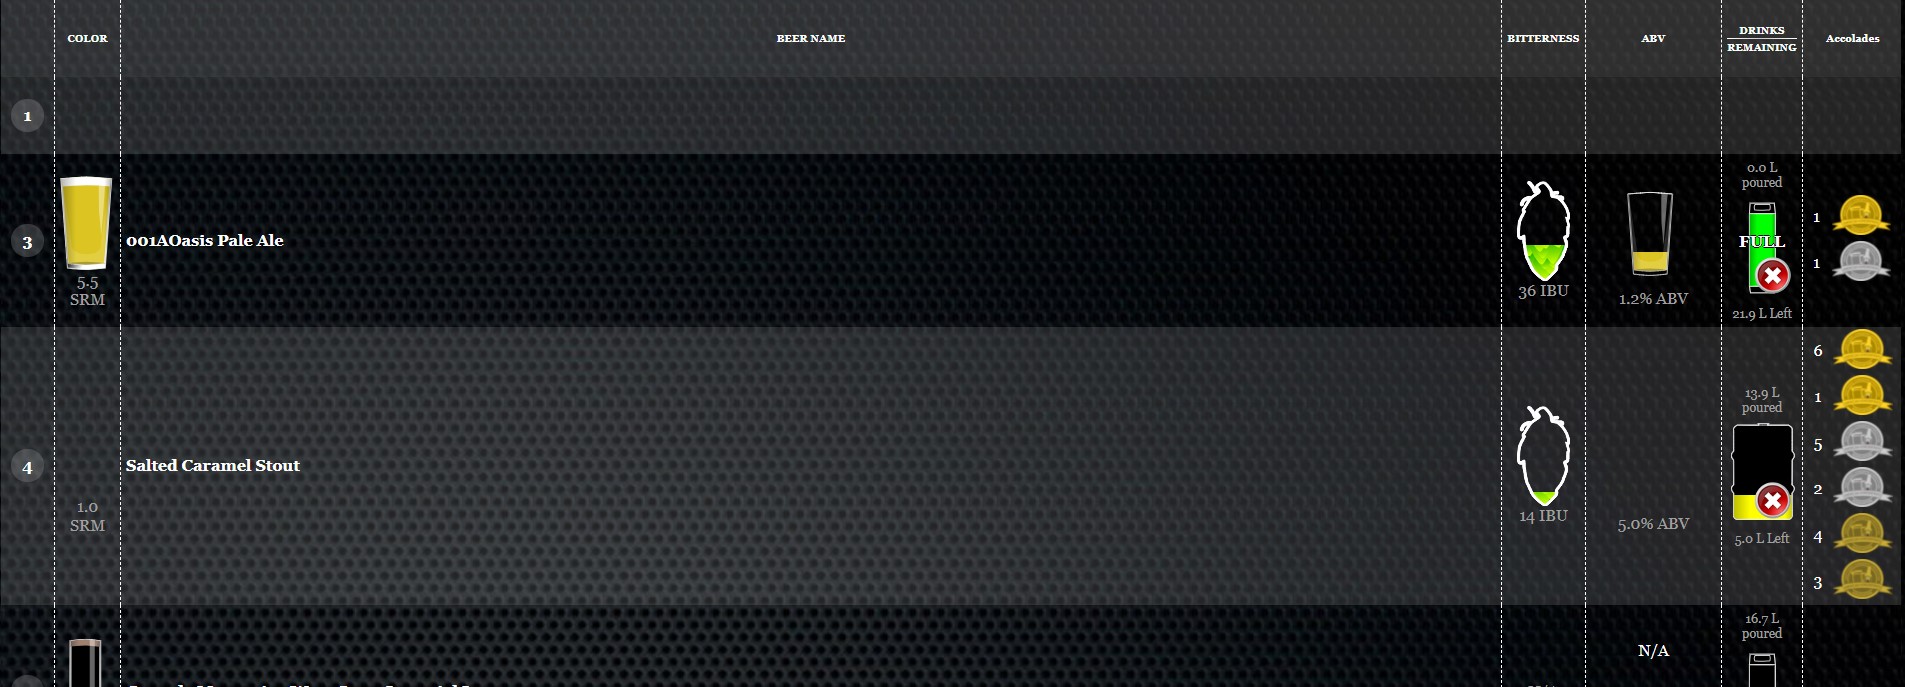 COLOR
BEER NAME
BITTERNESS
ABV
DRINKS
REMAINING
Accolades
1
3
5.5
SRM
001AOasis Pale Ale
36 IBU
1.2% ABV
0.0 L
poured
FULL
21.9 L Left
1
1
4
1.0
SRM
Salted Caramel Stout
14 IBU
5.0% ABV
13.9 L
poured
5.0 L Left
6
1
5
2
4
3
N/A
16.7 L
poured